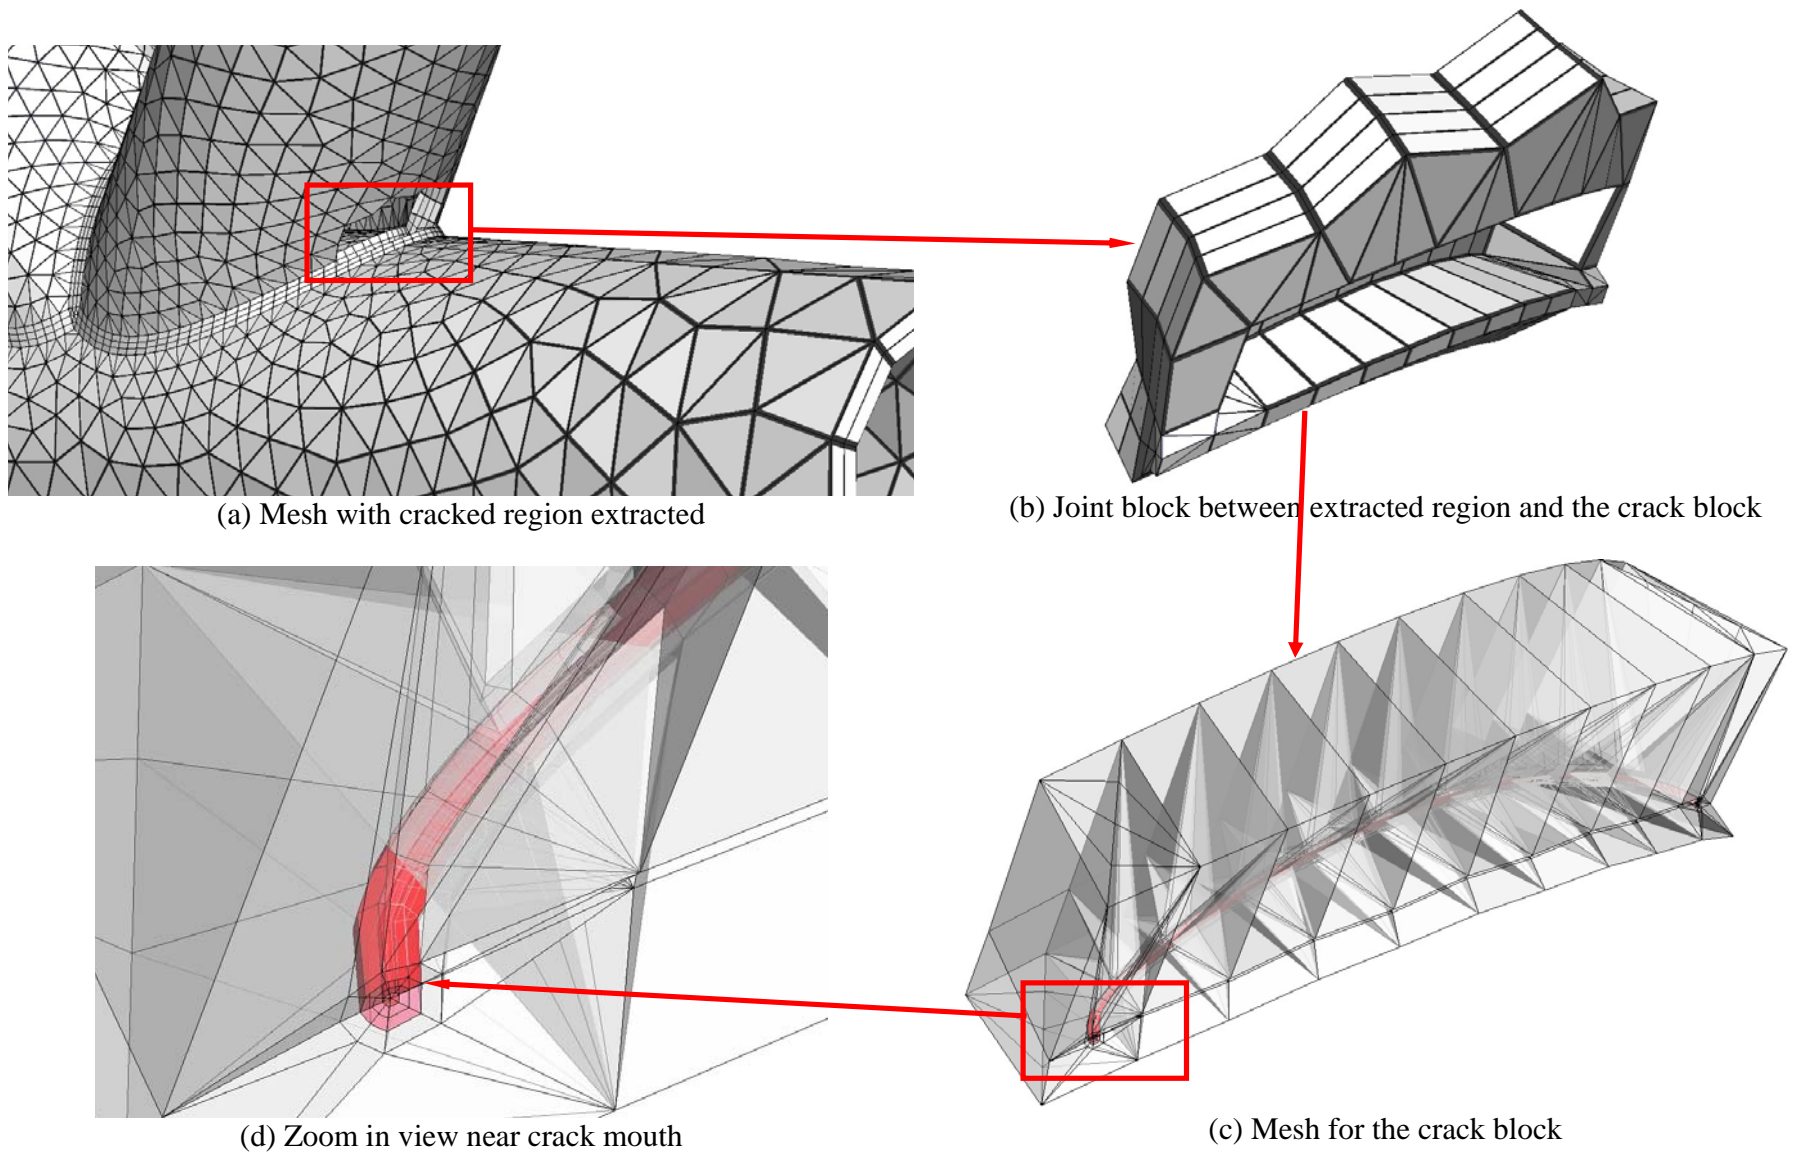 (a) Mesh with cracked region extracted
(b) Joint block between extracted region and the crack block
(d) Zoom in view near crack mouth
(c) Mesh for the crack block